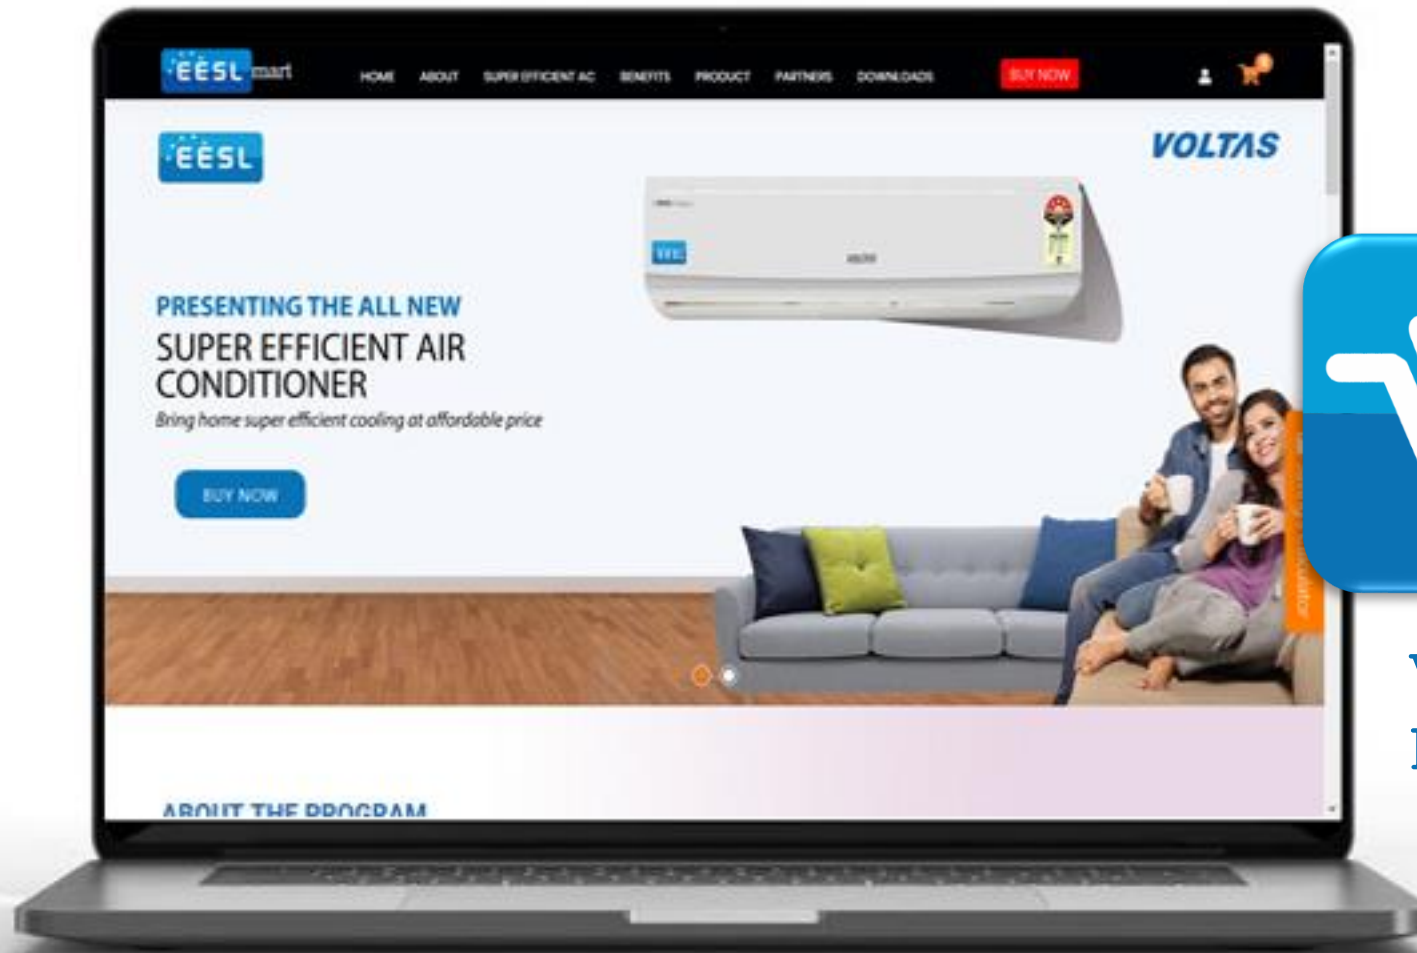 EESL mart
HOME ABOUT SUPER EFFICIENT AC BENEFITS PRODUCT PARTNERS DOWNLOADS BUY NOW
EESL
VOLTAS
PRESENTING THE ALL NEW
SUPER EFFICIENT AIR
CONDITIONER
Bring home super efficient cooling at affordable price
BUY NOW
ABOUT THE PROGRAM